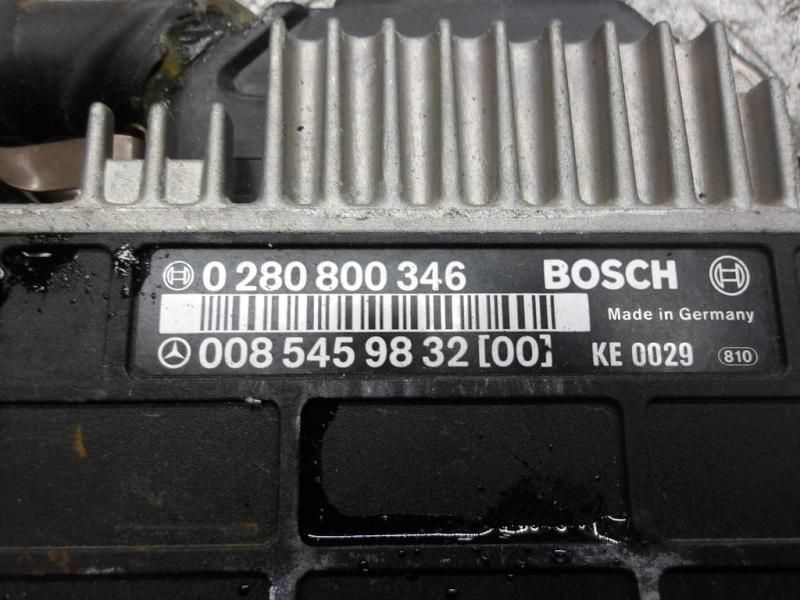 0 280 800 346 BOSCH
Made in Germany
008 545 98 32 [00] KE 0029 810